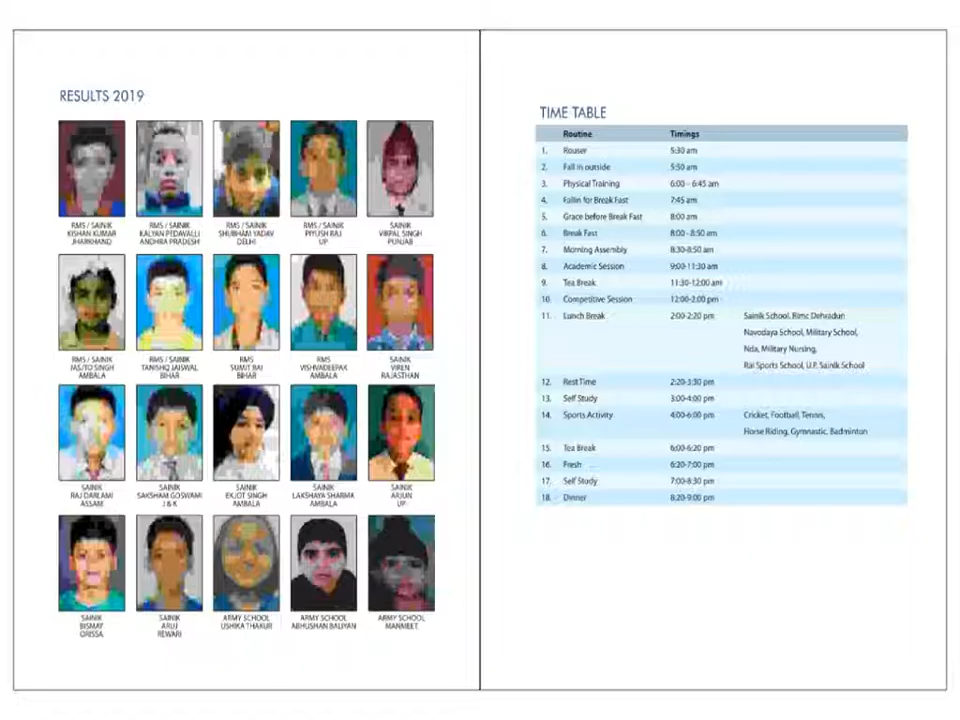 RESULTS 2019
RMS / SAINIK
KISHAN KUMAR
JHARKHAND
RMS / SAINIK
KALYAN PEDAVALLI
ANDHRA PRADESH
RMS / SAINIK
SHUBHAM YADAV
DELHI
RMS / SAINIK
PIYUSH RAJ
UP
SAINIK
VIRPAL SINGH
PUNJAB
RMS / SAINIK
JASJTO SINGH
AMBALA
RMS / SAINIK
TANISHQ JAISWAL
BIHAR
RMS
SUMIT RAI
BIHAR
RMS
VISHVADEEPAK
AMBALA
SAINIK
VIREN
RAJASTHAN
SAINIK
RAJ DARLAMI
ASSAM
SAINIK
SAKSHAM GOSWAMI
J & K
SAINIK
EKJOT SINGH
AMBALA
SAINIK
LAKSHAYA SHARMA
AMBALA
SAINIK
ARJUN
UP
SAINIK
BISMAY
ORISSA
SAINIK
REWARI
ARMY SCHOOL
USHIKA THAKUR
ARMY SCHOOL
ABHUSHAN BALIYAN
ARMY SCHOOL
MANMEET
TIME TABLE
Routine Timings
1. Rouser 5:30 am
2. Fall in outside 5:50 am
3. Physical Training 6:00 - 6:45 am
4. Fallin for Break Fast 7:45 am
5. Grace before Break Fast 8:00 am
6. Break Fast 8:00 - 8:50 am
7. Morning Assembly 8:30-8:50 am
8. Academic Session 9:00-11:30 am
9. Tea Break 11:30-12:00 am
10. Competitive Session 12:00-2:00 pm
11. Lunch Break 2:00-2:20 pm Sainik School, Rimc Dehradun
Navodaya School, Military School,
Nda, Military Nursing,
Rai Sports School, U.P. Sainik School
12. Rest Time 2:20-3:30 pm
13. Self Study 3:00-4:00 pm
14. Sports Activity 4:00-6:00 pm Cricket, Football, Tennis,
Horse Riding, Gymnastic, Badminton
15. Tea Break 6:00-6:20 pm
16. Fresh 6:20-7:00 pm
17. Self Study 7:00-8:30 pm
18. Dinner 8:20-9:00 pm